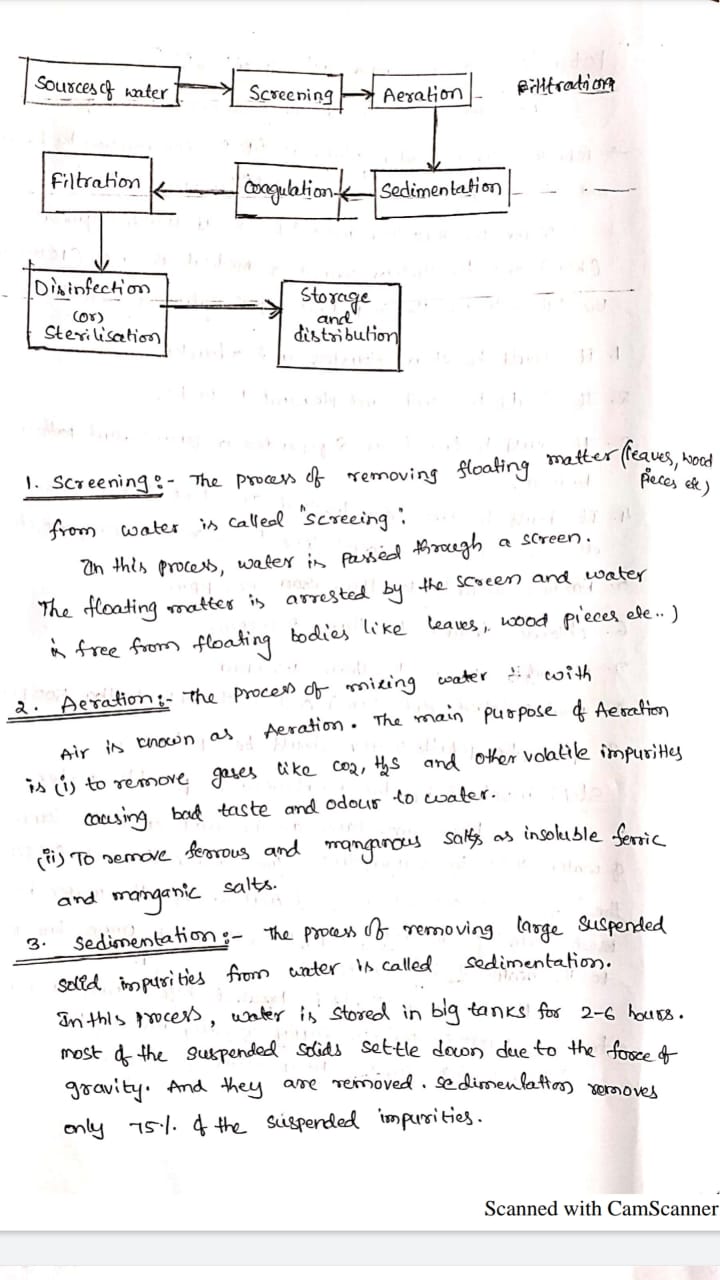 Sources of water
Screening
Aeration
Filtration
Sedimentation
Coagulation
Filtration
Disinfection
(or)
Sterilisation
Storage
and
distribution
1. Screening :- The process of removing floating matter (leaves, wood
pieces etc)
from water is called "screeing".
In this process, water is passed through a screen.
The floating matter is arrested by the screen and water
is free from floating bodies like leaves, wood pieces etc..)
2. Aeration :- The process of mixing water with
Air is known as Aeration. The main purpose of Aeration
is (i) to remove gases like CO2, H2S and other volatile impurities
causing bad taste and odour to water.
(ii) To remove ferrous and manganous salts as insoluble ferric
and manganic salts.
3. Sedimentation :- The process of removing large suspended
solid impurities from water is called sedimentation.
In this process, water is stored in big tanks for 2-6 hours.
most of the suspended solids settle down due to the force of
gravity. And they are removed. sedimentation removes
only 75% of the suspended impurities.
Scanned with CamScanner